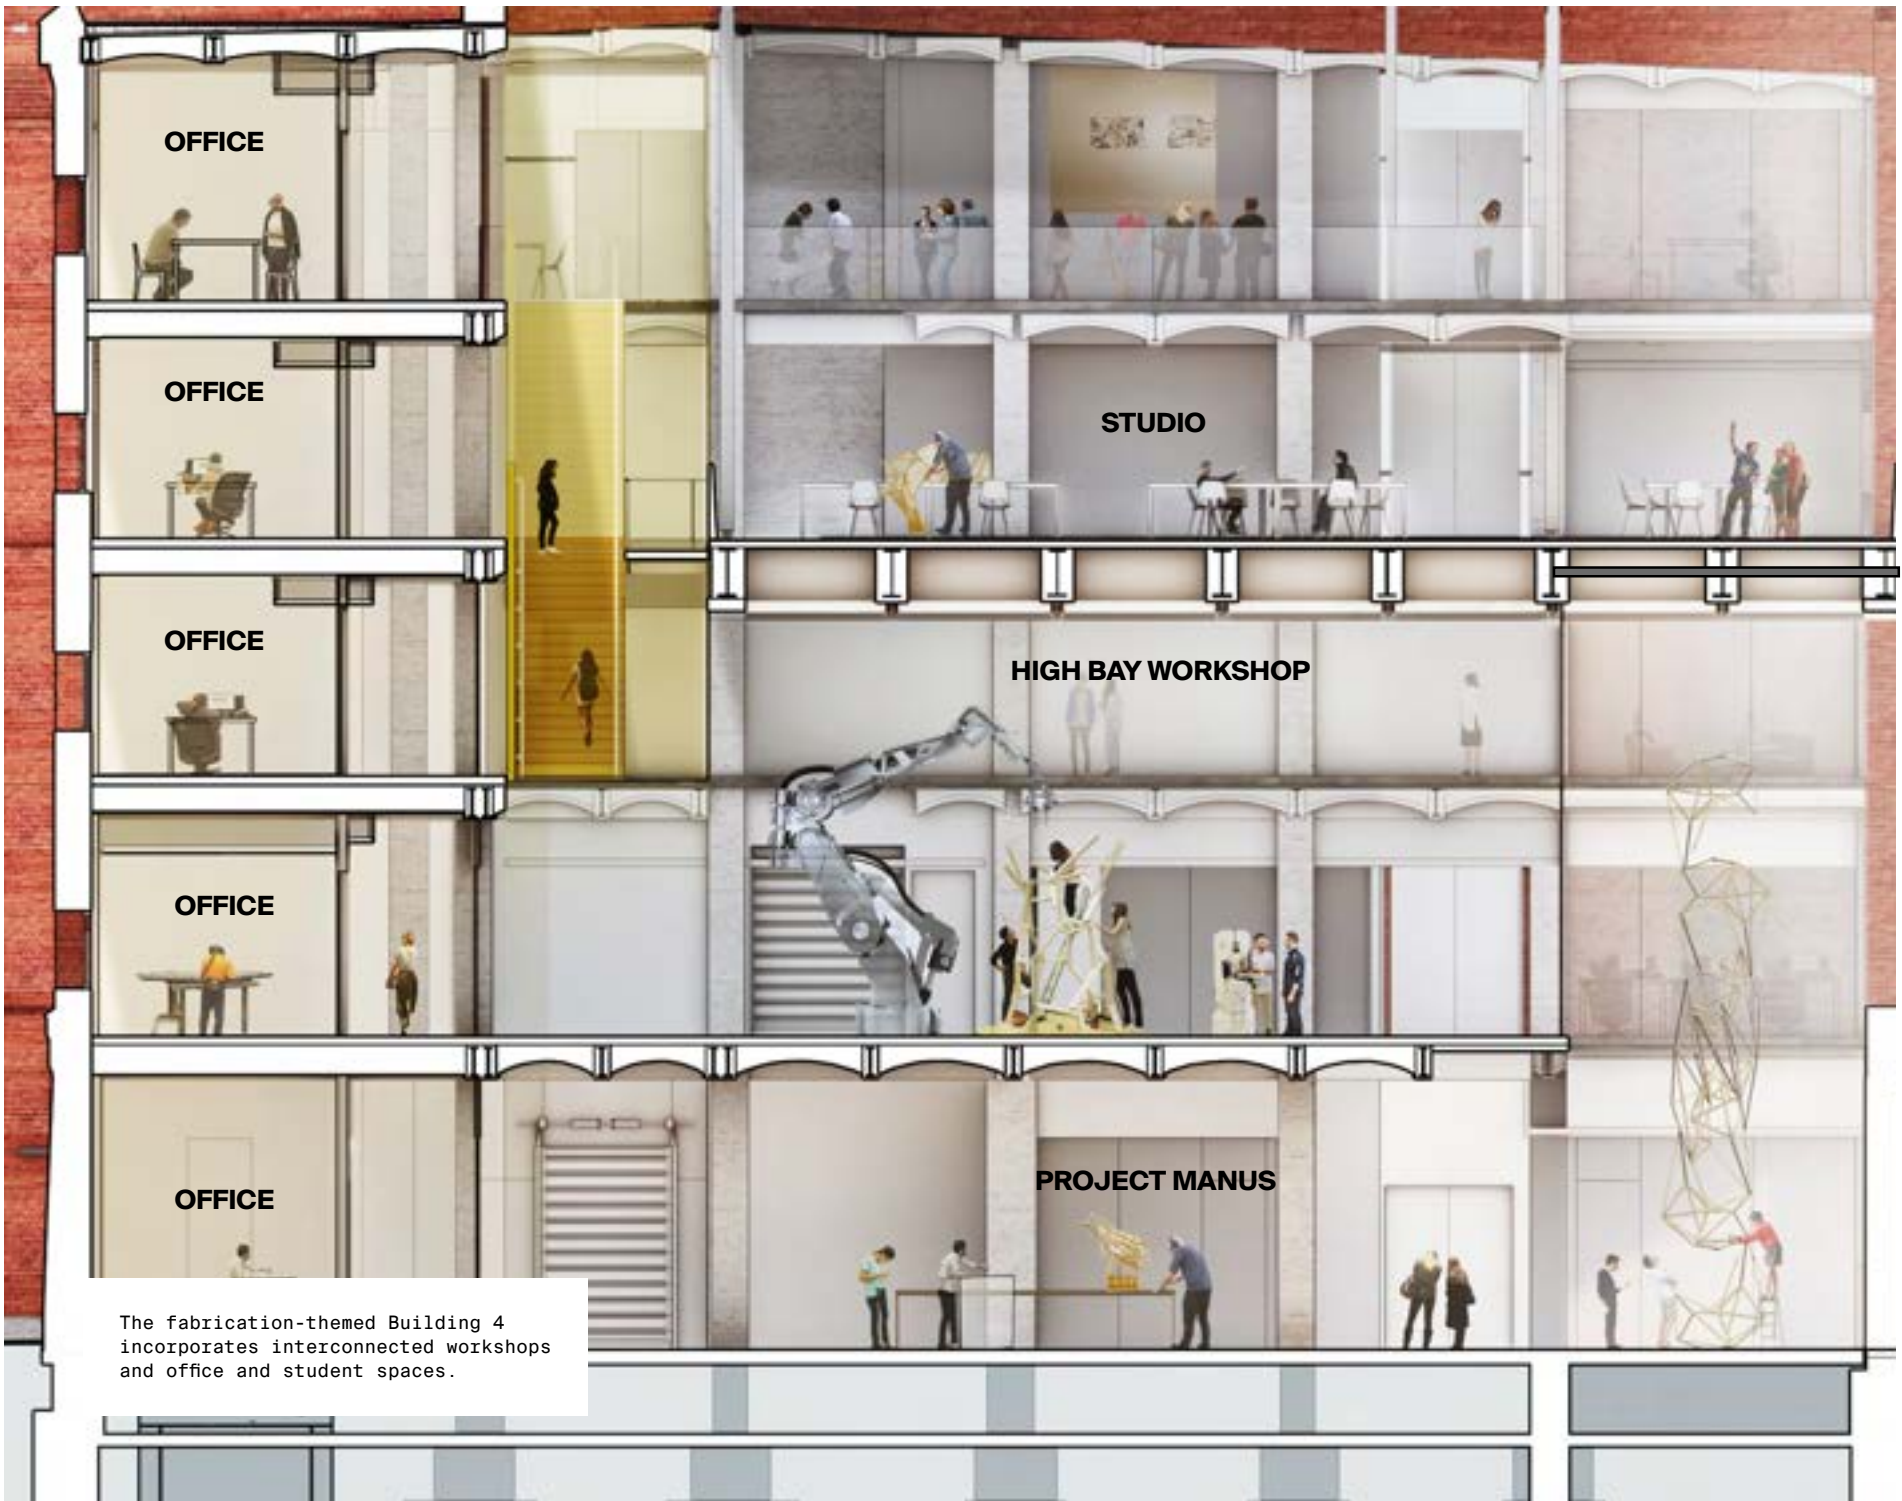 OFFICE
OFFICE
STUDIO
OFFICE
HIGH BAY WORKSHOP
OFFICE
PROJECT MANUS
OFFICE
The fabrication-themed Building 4
incorporates interconnected workshops
and office and student spaces.